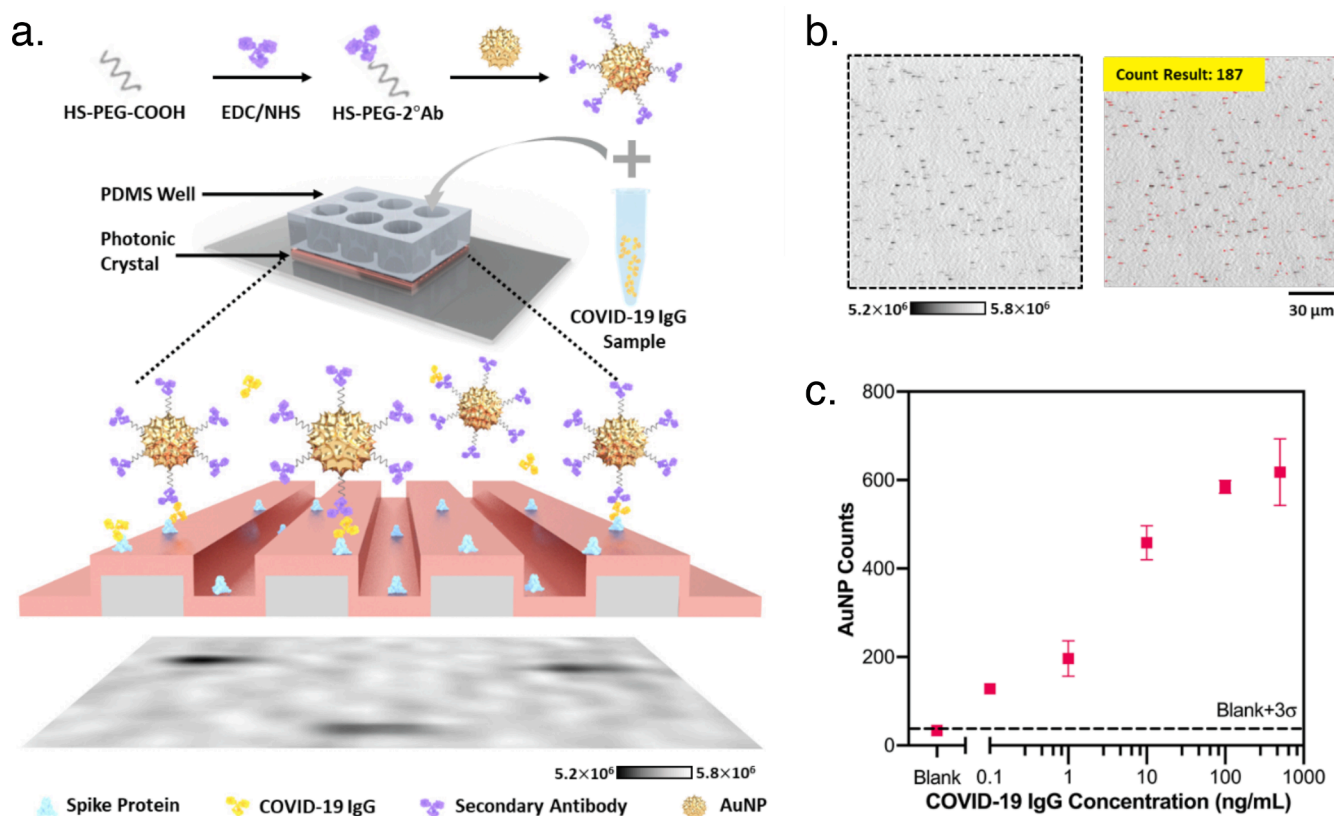 a.
HS-PEG-COOH
EDC/NHS
HS-PEG-2°Ab
PDMS Well
Photonic
Crystal
COVID-19 IgG
Sample
5.2×10⁶
5.8×10⁶
Spike Protein
COVID-19 IgG
Secondary Antibody
AuNP
b.
Count Result: 187
5.2×10⁶
5.8×10⁶
30 µm
c.
AuNP Counts
800
600
400
200
0
Blank+3σ
Blank
0.1
1
10
100
1000
COVID-19 IgG Concentration (ng/mL)